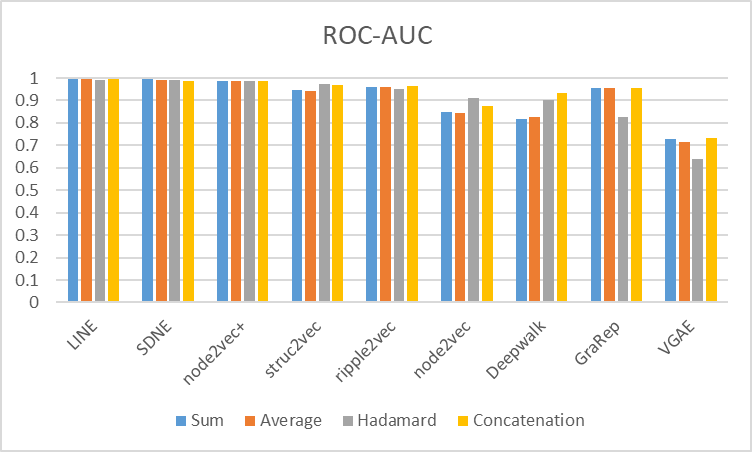 ROC-AUC
1
0.9
0.8
0.7
0.6
0.5
0.4
0.3
0.2
0.1
0
LINE
SDNE
node2vec+
struc2vec
ripple2vec
node2vec
Deepwalk
GraRep
VGAE
Sum Average Hadamard Concatenation